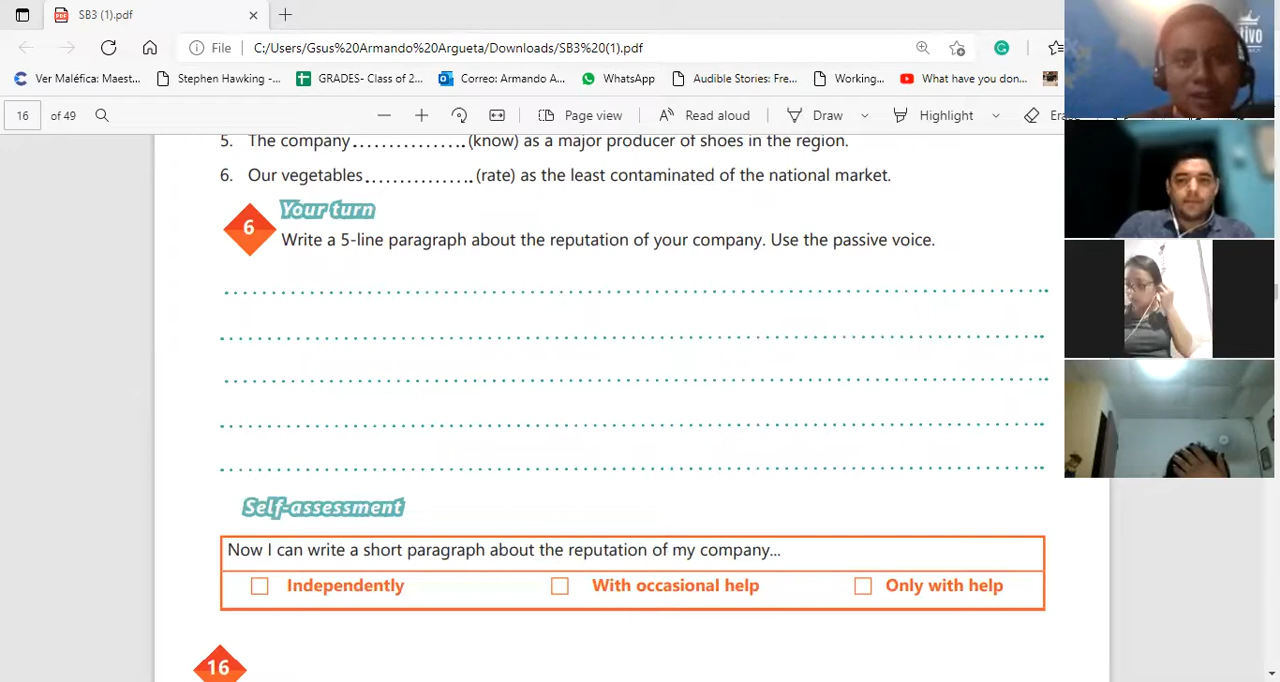 SB3 (1).pdf
File
C:/Users/Gsus%20Armando%20Argueta/Downloads/SB3%20(1).pdf
Ver Maléfica: Maest...
Stephen Hawking -...
GRADES- Class of 2...
Correo: Armando A...
WhatsApp
Audible Stories: Fre...
Working...
What have you don...
16 of 49
Page view
Read aloud
Draw
Highlight
5. The company................(know) as a major producer of shoes in the region.
6. Our vegetables................(rate) as the least contaminated of the national market.
Your turn
6
Write a 5-line paragraph about the reputation of your company. Use the passive voice.
Self-assessment
Now I can write a short paragraph about the reputation of my company...
Independently
With occasional help
Only with help
16